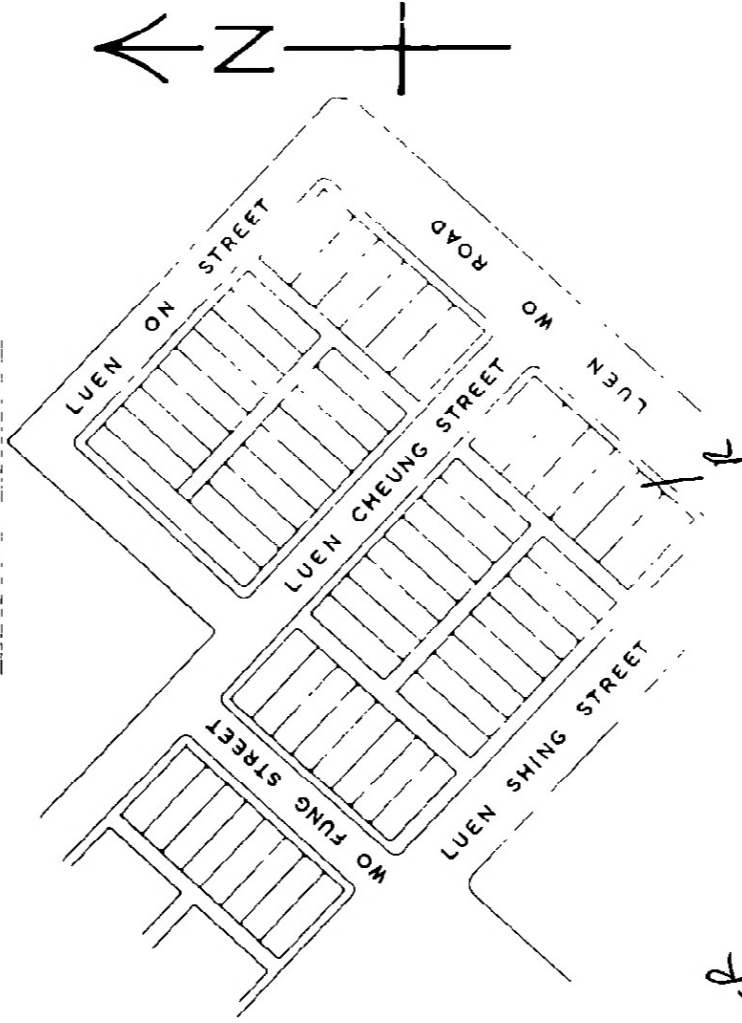 N
LUEN ON STREET
LUEN WO ROAD
LUEN CHEUNG STREET
LUEN SHING STREET
WO FUNG STREET